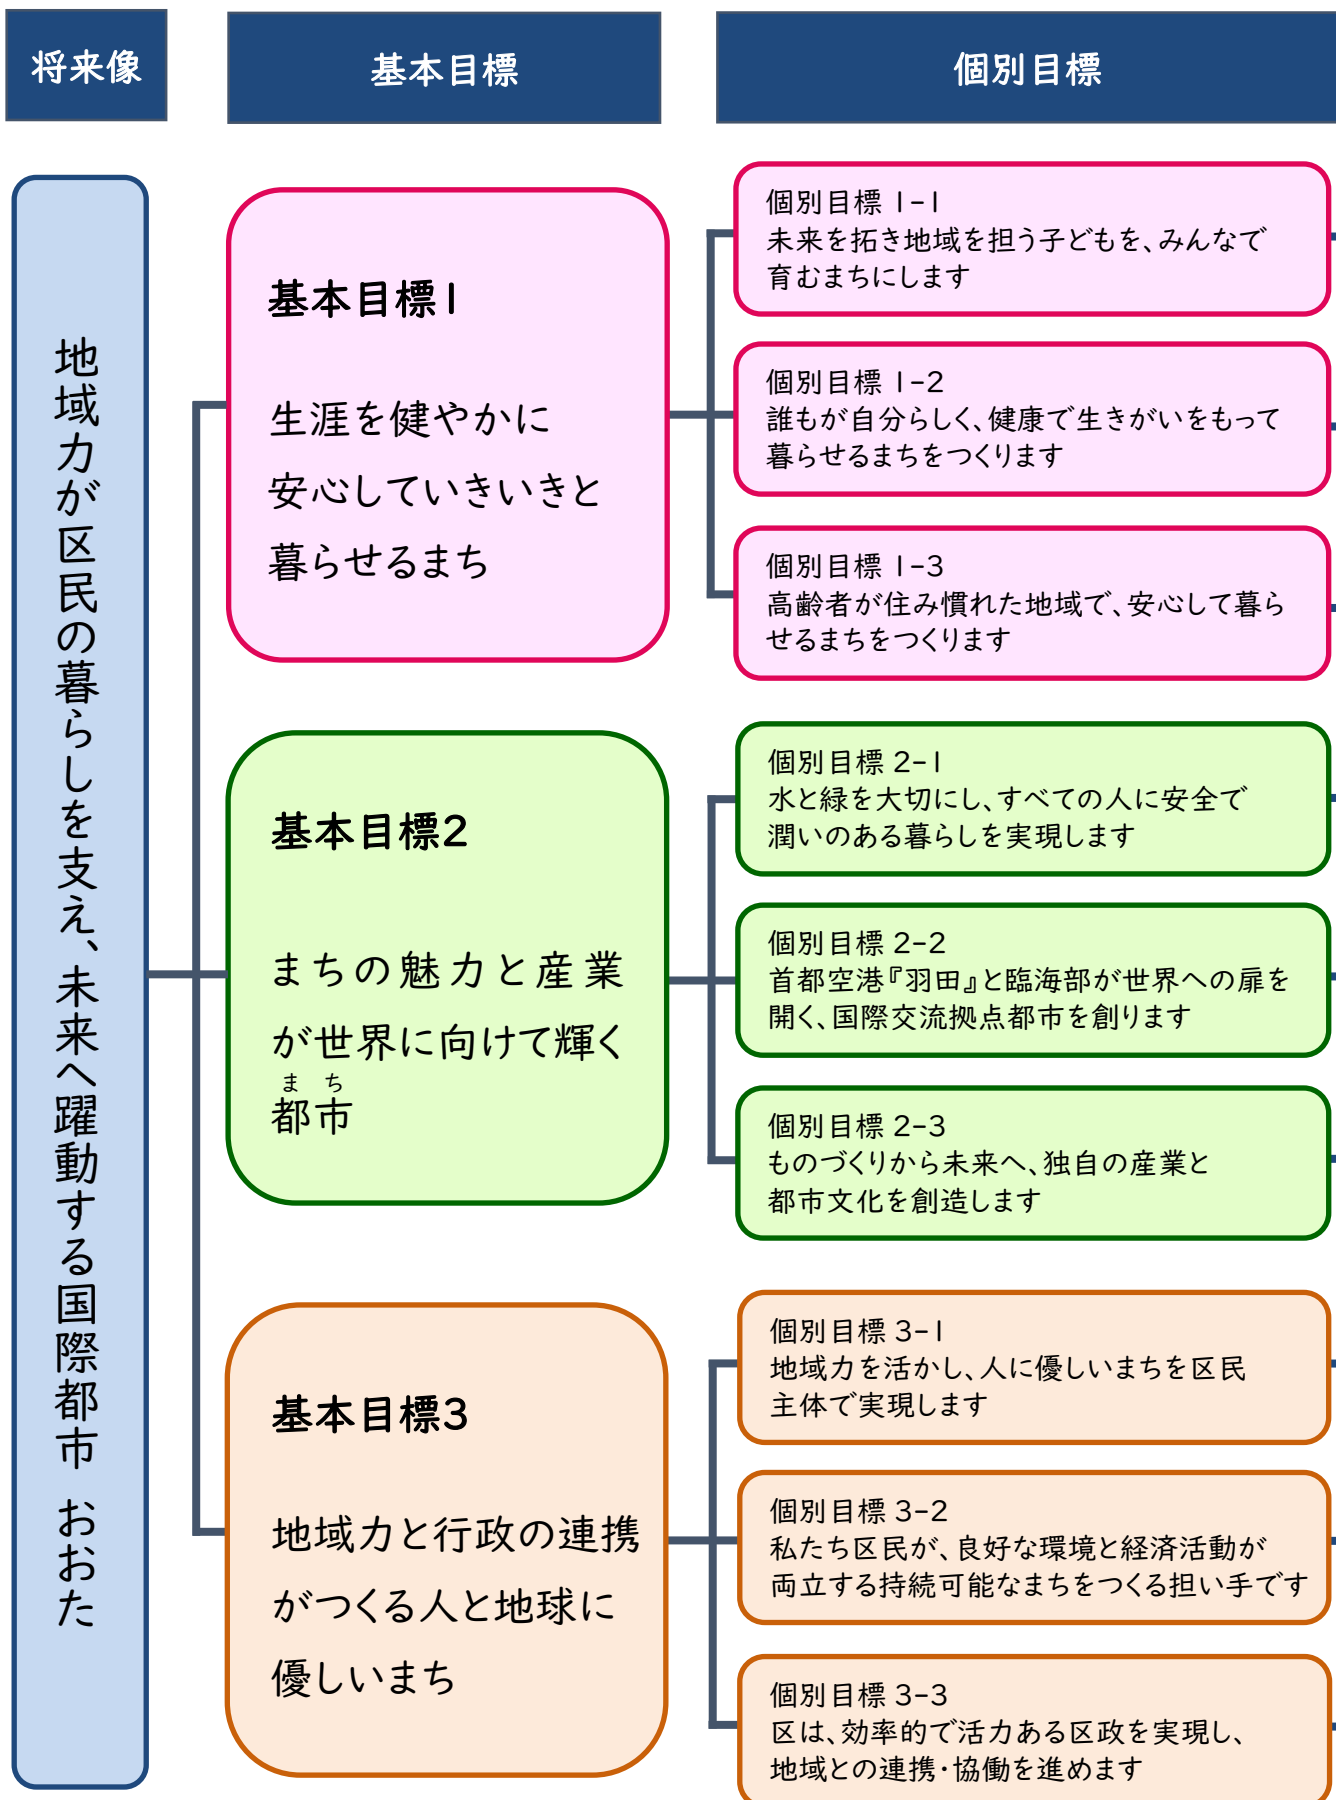 将来像
基本目標
個別目標
地域力が区民の暮らしを支え、未来へ躍動する国際都市 おおた
基本目標1
生涯を健やかに
安心していきいきと
暮らせるまち
個別目標 1-1
未来を拓き地域を担う子どもを、みんなで
育むまちにします
個別目標 1-2
誰もが自分らしく、健康で生きがいをもって
暮らせるまちをつくります
個別目標 1-3
高齢者が住み慣れた地域で、安心して暮ら
せるまちをつくります
基本目標2
まちの魅力と産業
が世界に向けて輝く
まち
都市
個別目標 2-1
水と緑を大切にし、すべての人に安全で
潤いのある暮らしを実現します
個別目標 2-2
首都空港『羽田』と臨海部が世界への扉を
開く、国際交流拠点都市を創ります
個別目標 2-3
ものづくりから未来へ、独自の産業と
都市文化を創造します
基本目標3
地域力と行政の連携
がつくる人と地球に
優しいまち
個別目標 3-1
地域力を活かし、人に優しいまちを区民
主体で実現します
個別目標 3-2
私たち区民が、良好な環境と経済活動が
両立する持続可能なまちをつくる担い手です
個別目標 3-3
区は、効率的で活力ある区政を実現し、
地域との連携・協働を進めます